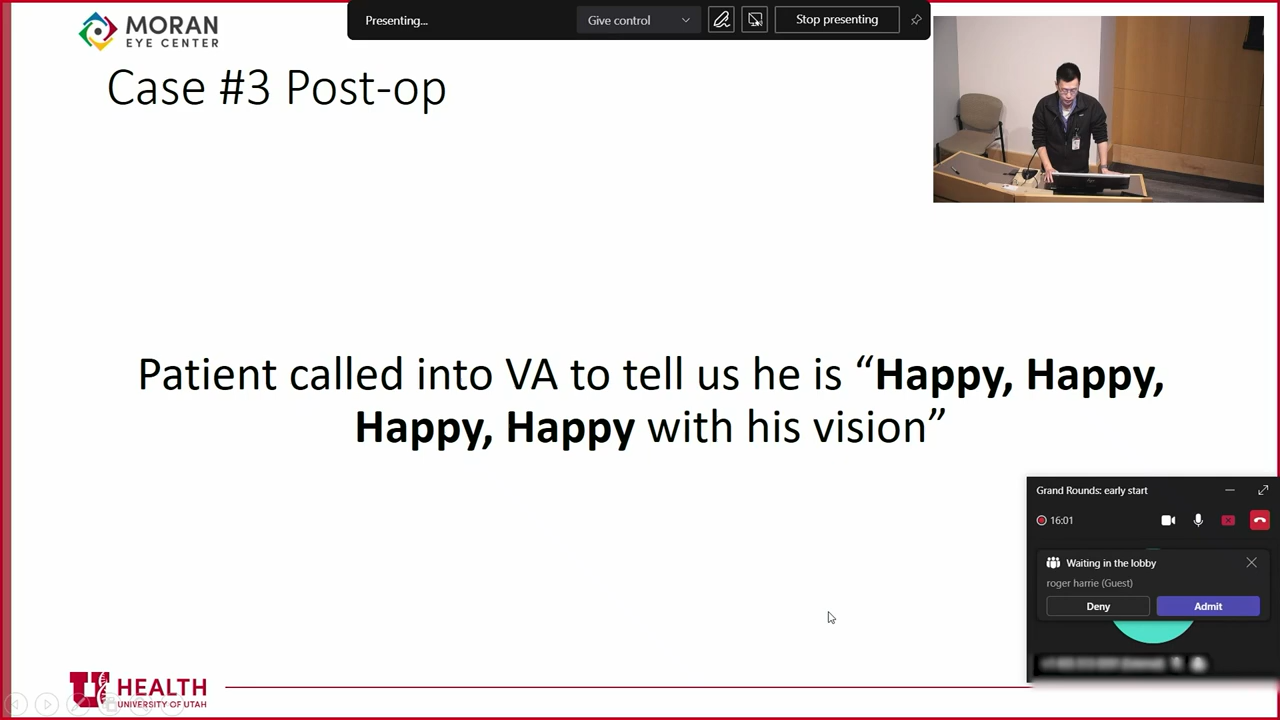 MORAN
EYE CENTER
Presenting...
Give control
Stop presenting
Case #3 Post-op
Patient called into VA to tell us he is “Happy, Happy,
Happy, Happy with his vision”
Grand Rounds: early start
16:01
Waiting in the lobby
roger harrie (Guest)
Deny
Admit
U HEALTH
UNIVERSITY OF UTAH